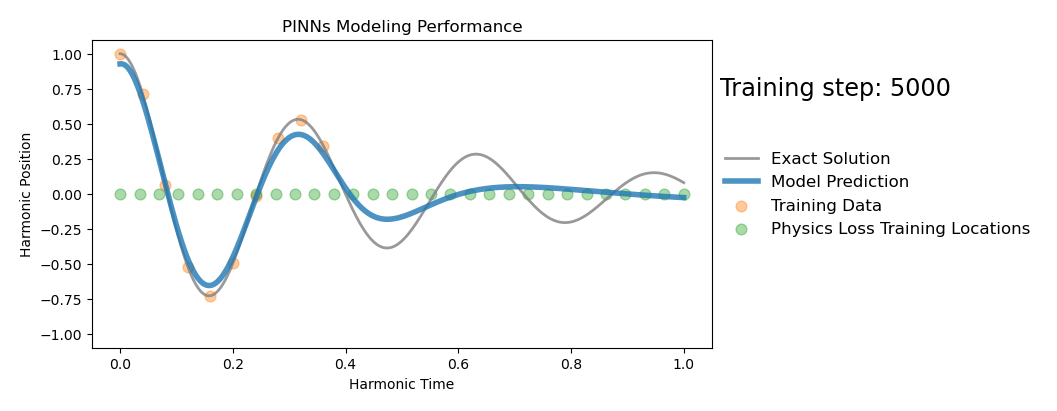 PINNs Modeling Performance
Training step: 5000
Harmonic Position
1.00
0.75
0.50
0.25
0.00
−0.25
−0.50
−0.75
−1.00
0.0 0.2 0.4 0.6 0.8 1.0
Harmonic Time
Exact Solution
Model Prediction
Training Data
Physics Loss Training Locations